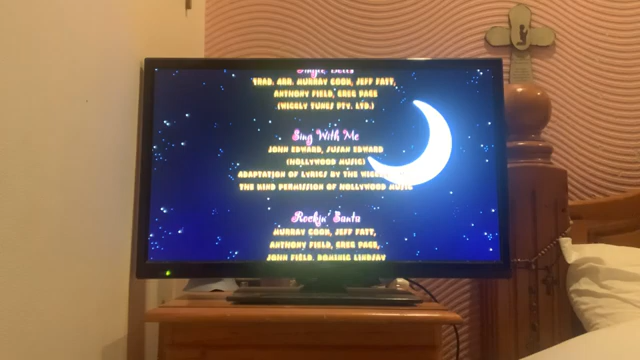 Jingle Bells
TRAD. ARR. MURRAY COOK, JEFF FATT,
ANTHONY FIELD, GREG PAGE
(WIGGLY TUNES PTY. LTD.)
Sing With Me
JOHN EDWARD, SUSAN EDWARD
(HOLLYWOOD MUSIC)
ADAPTATION OF LYRICS BY THE
THE KIND PERMISSION OF HOLLYWOOD MUSIC
Rockin' Santa
MURRAY COOK, JEFF FATT,
ANTHONY FIELD, GREG PAGE,
JOHN FIELD, DOMINIC LINDSAY